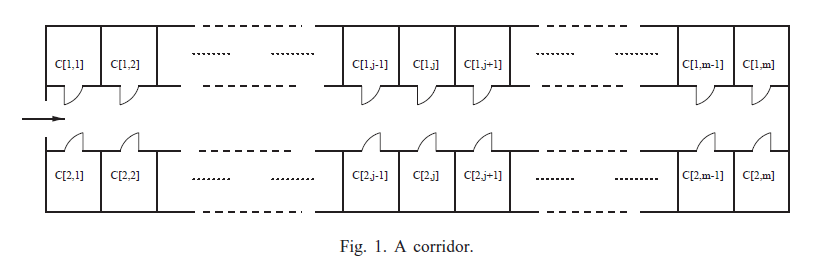 C[1,1] C[1,2] C[1,j-1] C[1,j] C[1,j+1] C[1,m-1] C[1,m]
C[2,1] C[2,2] C[2,j-1] C[2,j] C[2,j+1] C[2,m-1] C[2,m]
Fig. 1. A corridor.